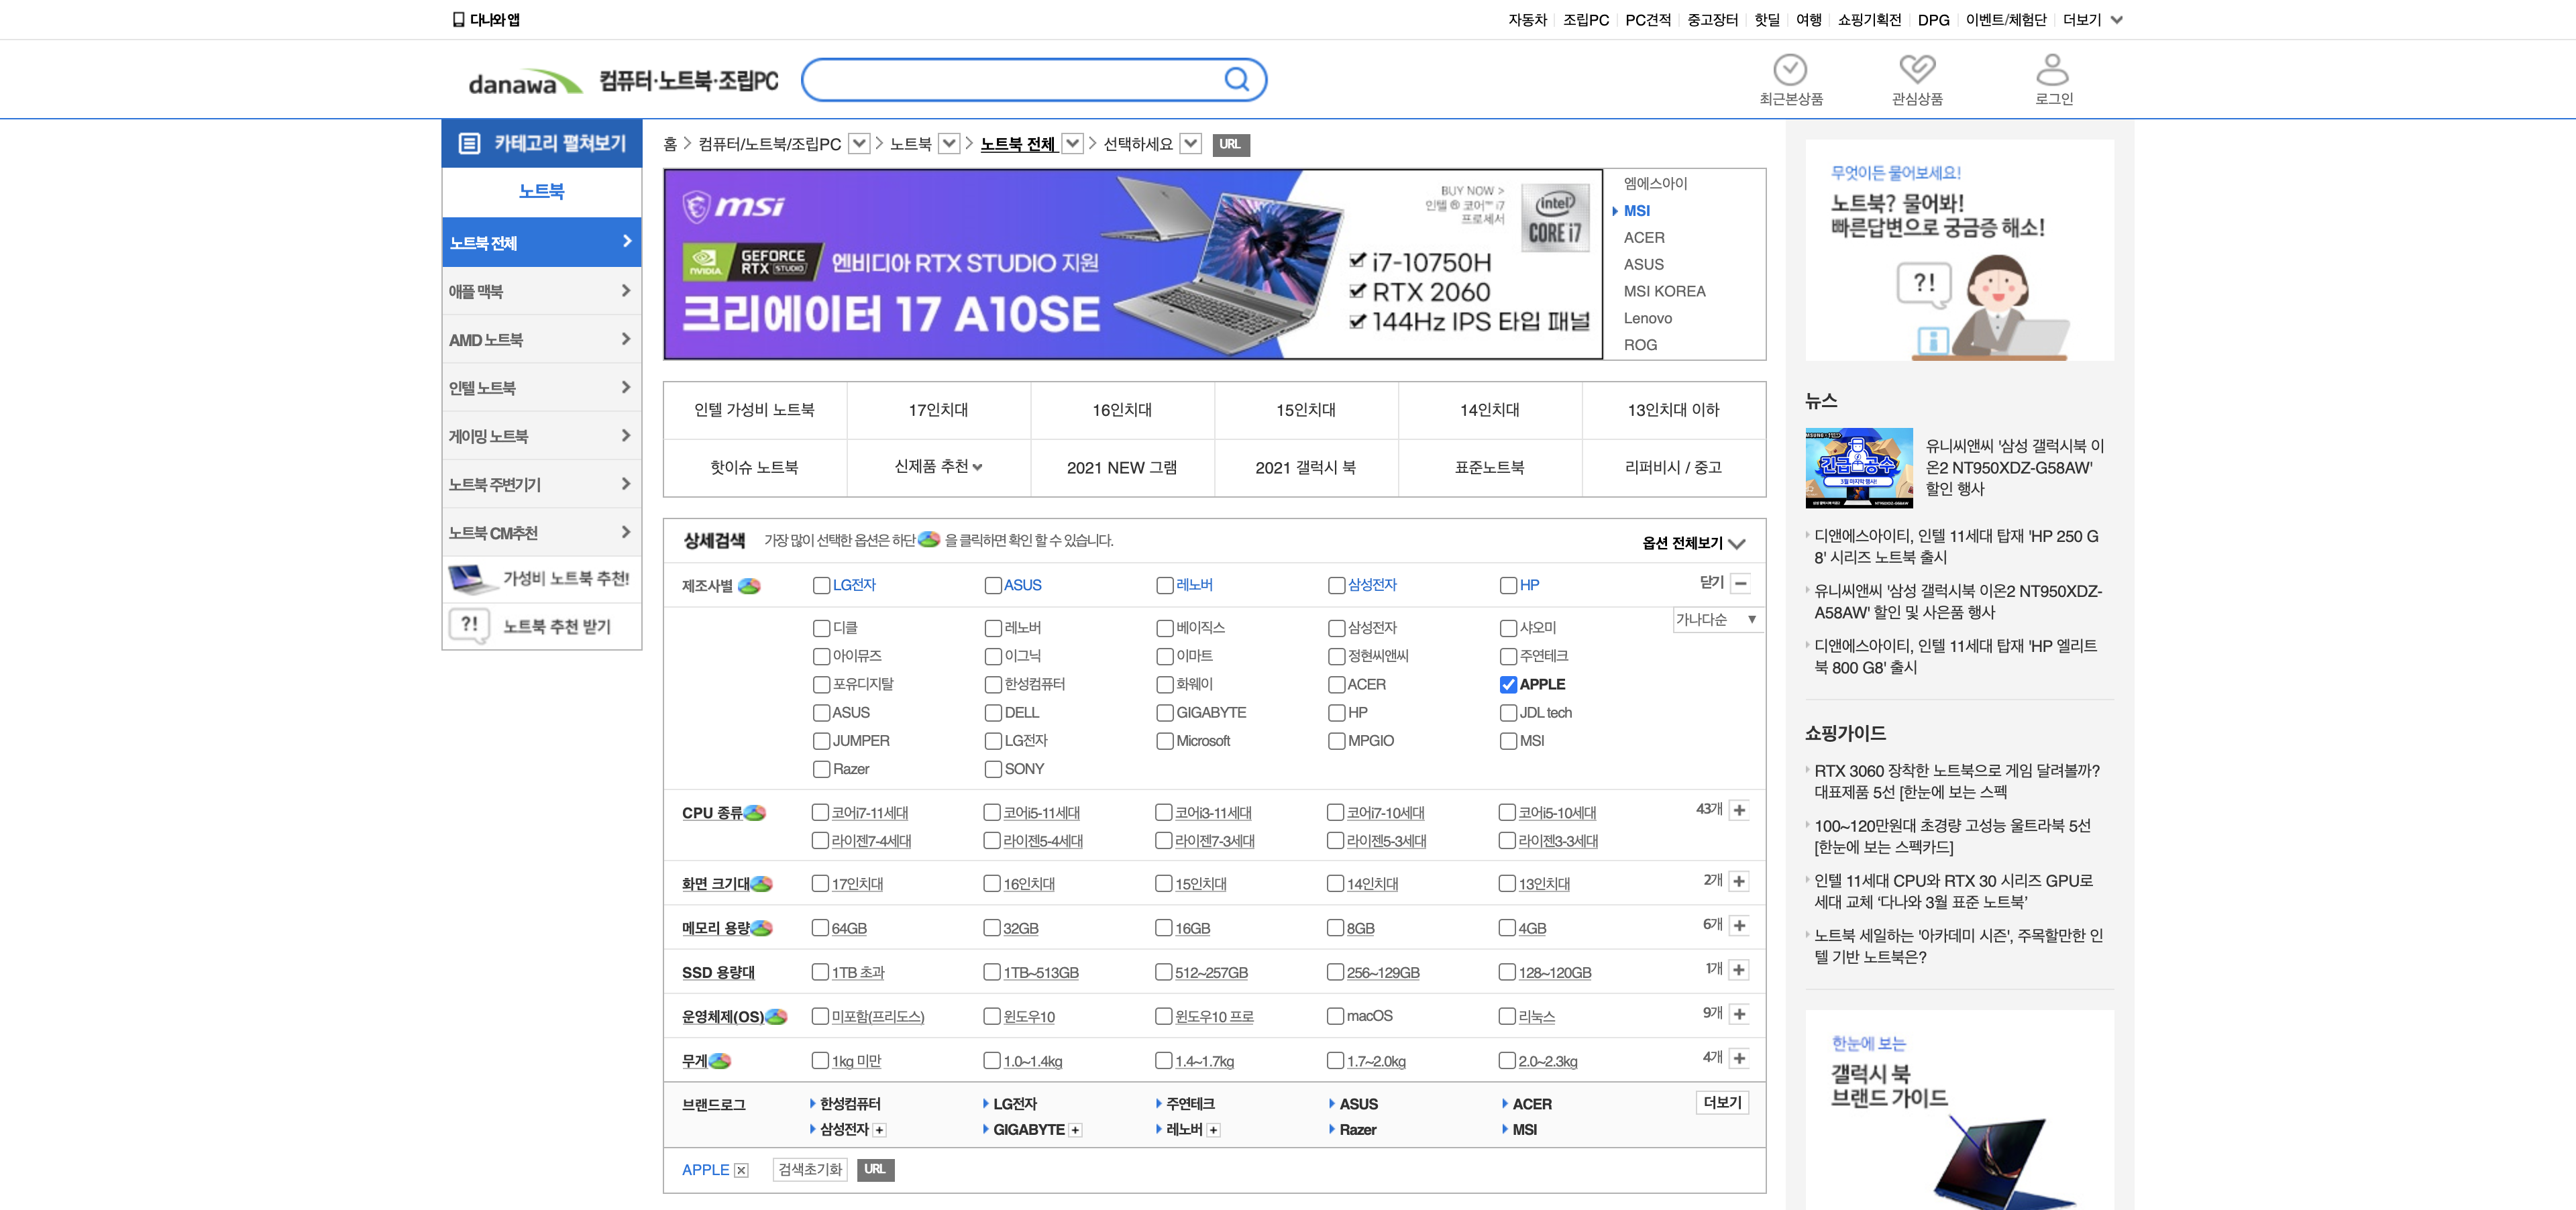 다나와 앱
자동차 조립PC PC견적 중고장터 핫딜 여행 쇼핑기획전 DPG 이벤트/체험단 더보기
danawa 컴퓨터·노트북·조립PC
최근본상품 관심상품 로그인
카테고리 펼쳐보기
노트북
노트북 전체
애플 맥북
AMD 노트북
인텔 노트북
게이밍 노트북
노트북 주변기기
노트북 CM추천
가성비 노트북 추천!
?! 노트북 추천 받기
홈 > 컴퓨터/노트북/조립PC > 노트북 > 노트북 전체 > 선택하세요 URL
msi
NVIDIA GEFORCE RTX STUDIO 엔비디아 RTX STUDIO 지원
크리에이터 17 A10SE
BUY NOW >
인텔 ® 코어™ i7
프로세서
intel CORE i7
i7-10750H
RTX 2060
144Hz IPS 타입 패널
엠에스아이
MSI
ACER
ASUS
MSI KOREA
Lenovo
ROG
인텔 가성비 노트북 17인치대 16인치대 15인치대 14인치대 13인치대 이하
핫이슈 노트북 신제품 추천 2021 NEW 그램 2021 갤럭시 북 표준노트북 리퍼비시 / 중고
상세검색 가장 많이 선택한 옵션은 하단 을 클릭하면 확인 할 수 있습니다. 옵션 전체보기
제조사별 LG전자 ASUS 레노버 삼성전자 HP 닫기
가나다순 ▼
디클 레노버 베이직스 삼성전자 샤오미
아이뮤즈 이그닉 이마트 정현씨앤씨 주연테크
포유디지탈 한성컴퓨터 화웨이 ACER APPLE
ASUS DELL GIGABYTE HP JDL tech
JUMPER LG전자 Microsoft MPGIO MSI
Razer SONY
CPU 종류 코어i7-11세대 코어i5-11세대 코어i3-11세대 코어i7-10세대 코어i5-10세대 43개
라이젠7-4세대 라이젠5-4세대 라이젠7-3세대 라이젠5-3세대 라이젠3-3세대
화면 크기대 17인치대 16인치대 15인치대 14인치대 13인치대 2개
메모리 용량 64GB 32GB 16GB 8GB 4GB 6개
SSD 용량대 1TB 초과 1TB~513GB 512~257GB 256~129GB 128~120GB 1개
운영체제(OS) 미포함(프리도스) 윈도우10 윈도우10 프로 macOS 리눅스 9개
무게 1kg 미만 1.0~1.4kg 1.4~1.7kg 1.7~2.0kg 2.0~2.3kg 4개
브랜드로그 한성컴퓨터 LG전자 주연테크 ASUS ACER 더보기
삼성전자 GIGABYTE 레노버 Razer MSI
APPLE 검색초기화 URL
무엇이든 물어보세요!
노트북? 물어봐!
빠른답변으로 궁금증 해소!
?!
뉴스
긴급 공수
유니씨앤씨 '삼성 갤럭시북 이
온2 NT950XDZ-G58AW'
할인 행사
디앤에스아이티, 인텔 11세대 탑재 'HP 250 G
8' 시리즈 노트북 출시
유니씨앤씨 '삼성 갤럭시북 이온2 NT950XDZ-
A58AW' 할인 및 사은품 행사
디앤에스아이티, 인텔 11세대 탑재 'HP 엘리트
북 800 G8' 출시
쇼핑가이드
RTX 3060 장착한 노트북으로 게임 달려볼까?
대표제품 5선 [한눈에 보는 스펙
100~120만원대 초경량 고성능 울트라북 5선
[한눈에 보는 스펙카드]
인텔 11세대 CPU와 RTX 30 시리즈 GPU로
세대 교체 ‘다나와 3월 표준 노트북’
노트북 세일하는 '아카데미 시즌', 주목할만한 인
텔 기반 노트북은?
한눈에 보는
갤럭시 북
브랜드 가이드